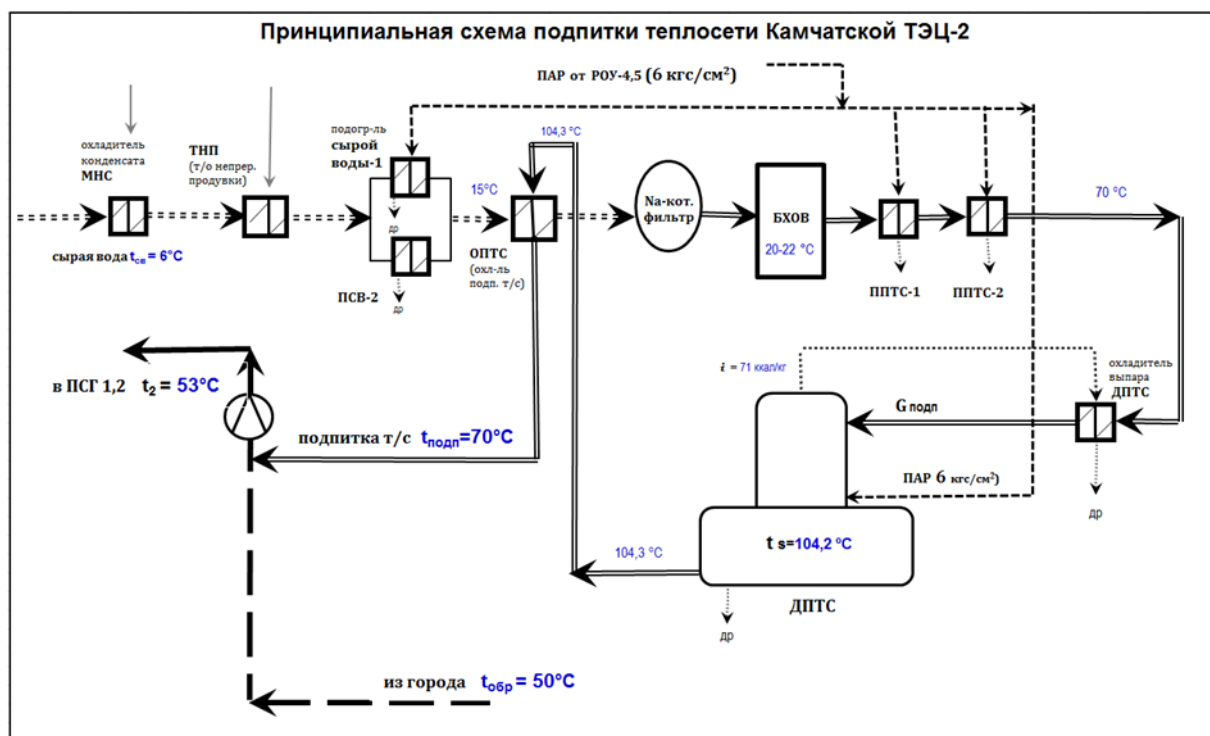 Принципиальная схема подпитки теплосети Камчатской ТЭЦ-2
ПАР от РОУ-4,5 (6 кгс/см²)
охладитель
конденсата
МНС
ТНП
(т/о непрер.
продувки)
подогр-ль
сырой
воды-1
104,3 °С
15°С
др
Na-кот.
фильтр
БХОВ
20-22 °С
70 °С
сырая вода tсв = 6°С
ПСВ-2
др
ОПТС
(охл-ль
подп. т/с)
ППТС-1
ППТС-2
др
др
i = 71 ккал/кг
охладитель
выпара
ДПТС
в ПСГ 1,2 t₂ = 53°С
G подп
подпитка т/с tподп=70°С
ПАР 6 кгс/см²)
др
t s=104,2 °С
104,3 °С
ДПТС
др
из города tобр = 50°С